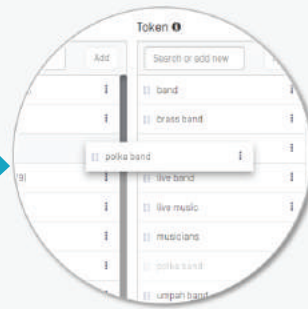 Token
Add
Search or add new
band
brass band
polka band
live band
live music
musicians
polka band
umpah band